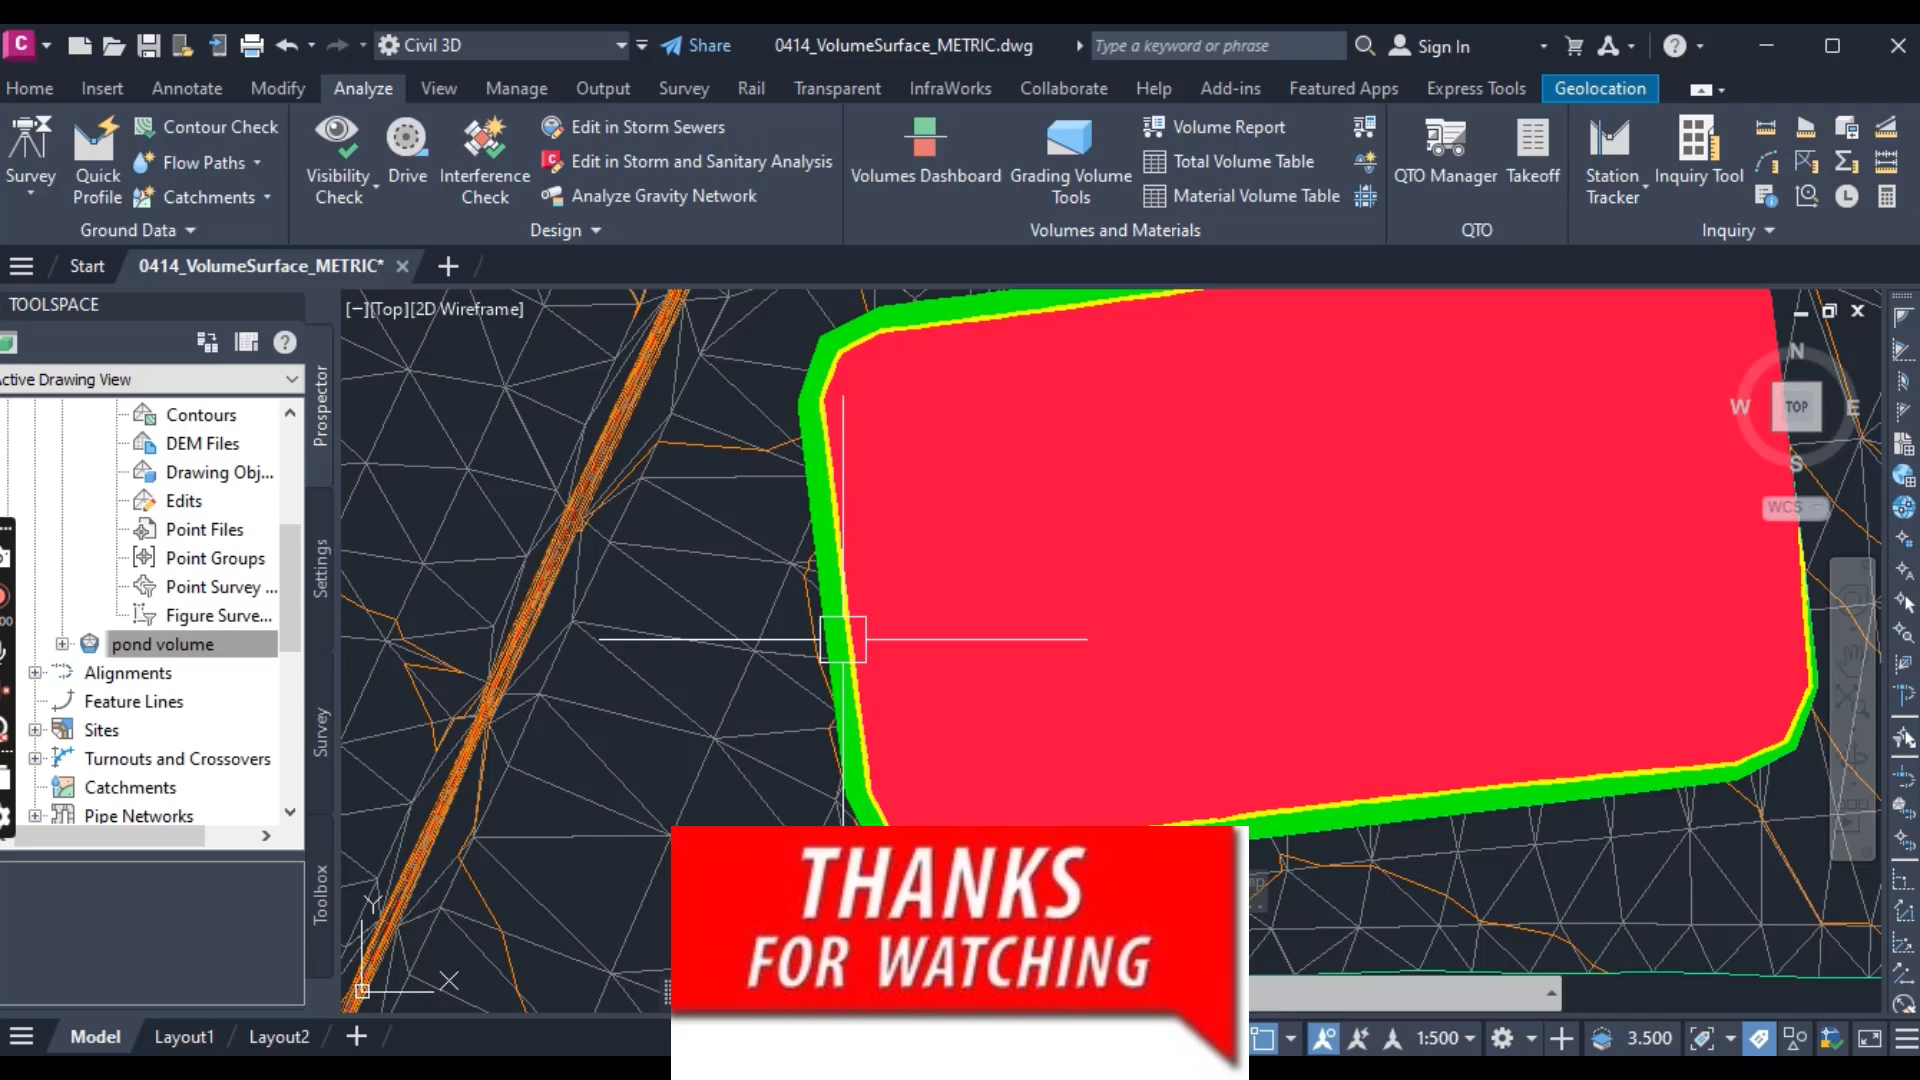 C
Civil 3D
Share
0414_VolumeSurface_METRIC.dwg
Type a keyword or phrase
Sign In
Home
Insert
Annotate
Modify
Analyze
View
Manage
Output
Survey
Rail
Transparent
InfraWorks
Collaborate
Help
Add-ins
Featured Apps
Express Tools
Geolocation
Survey
Quick Profile
Contour Check
Flow Paths
Catchments
Ground Data
Visibility Check
Drive
Interference Check
Edit in Storm Sewers
Edit in Storm and Sanitary Analysis
Analyze Gravity Network
Design
Volumes Dashboard
Grading Volume Tools
Volume Report
Total Volume Table
Material Volume Table
Volumes and Materials
QTO Manager
Takeoff
QTO
Station Tracker
Inquiry Tool
Inquiry
Start
0414_VolumeSurface_METRIC*
TOOLSPACE
ctive Drawing View
Contours
DEM Files
Drawing Obj...
Edits
Point Files
Point Groups
Point Survey ...
Figure Surve...
pond volume
Alignments
Feature Lines
Sites
Turnouts and Crossovers
Catchments
Pipe Networks
Prospector
Settings
Survey
Toolbox
[−][Top][2D Wireframe]
N
W
TOP
E
S
WCS
Y
X
THANKS
FOR WATCHING
Model
Layout1
Layout2
1:500
3.500